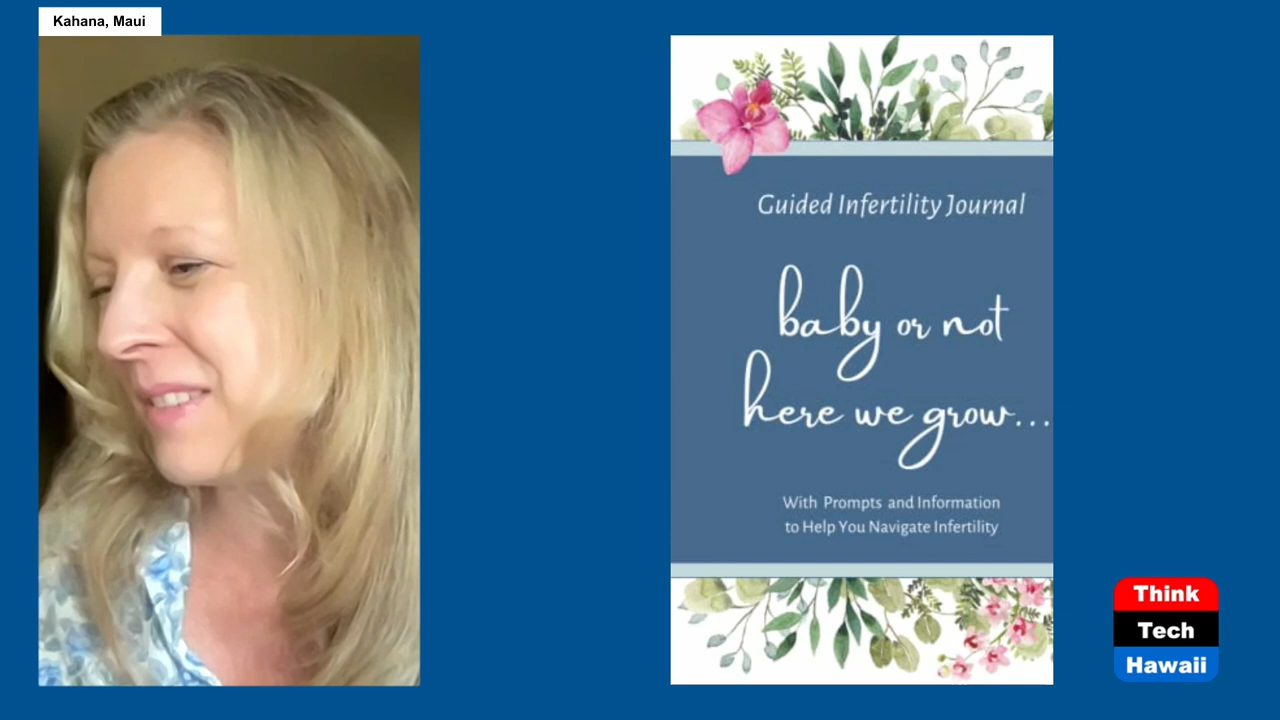 Kahana, Maui
Guided Infertility Journal
baby or not
here we grow...
With Prompts and Information
to Help You Navigate Infertility
Think
Tech
Hawaii